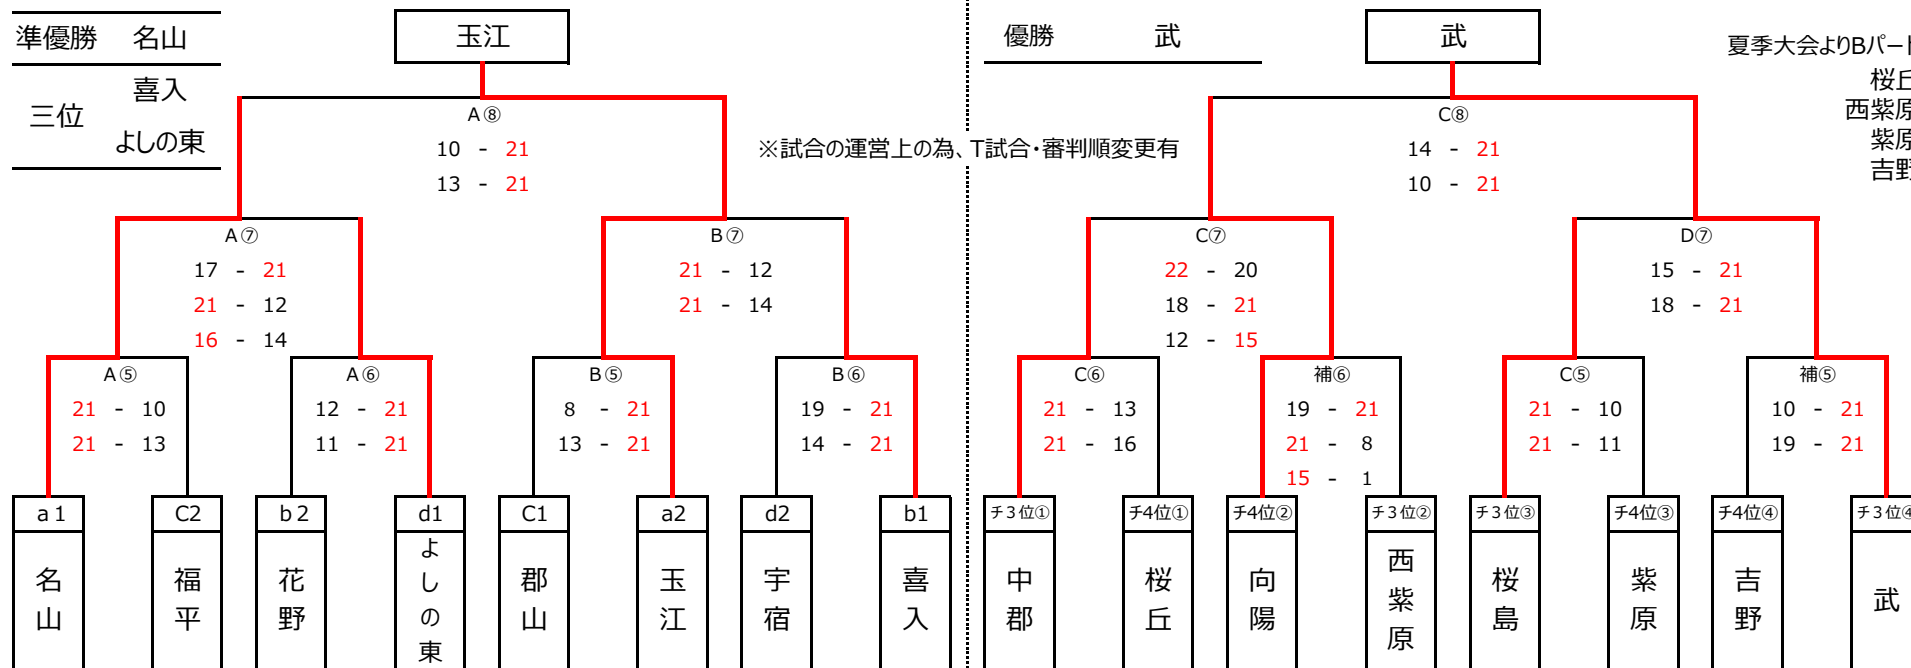 準優勝 名山 玉江 優勝 武 武
夏季大会よりBパート
喜入 桜丘
三位 西紫原
よしの東 紫原
吉野
A⑧ C⑧
※試合の運営上の為、T試合・審判順変更有
10 - 21 14 - 21
13 - 21 10 - 21
A⑦ B⑦ C⑦ D⑦
17 - 21 21 - 12 22 - 20 15 - 21
21 - 12 21 - 14 18 - 21 18 - 21
16 - 14 12 - 15
A⑤ A⑥ B⑤ B⑥ C⑥ 補⑥ C⑤ 補⑤
21 - 10 12 - 21 8 - 21 19 - 21 21 - 13 19 - 21 21 - 10 10 - 21
21 - 13 11 - 21 13 - 21 14 - 21 21 - 16 21 - 8 21 - 11 19 - 21
15 - 1
a1 C2 b2 d1 C1 a2 d2 b1 チ3位① チ4位① チ4位② チ3位② チ3位③ チ4位③ チ4位④ チ3位④
名山 福平 花野 よしの東 郡山 玉江 宇宿 喜入 中郡 桜丘 向陽 西紫原 桜島 紫原 吉野 武